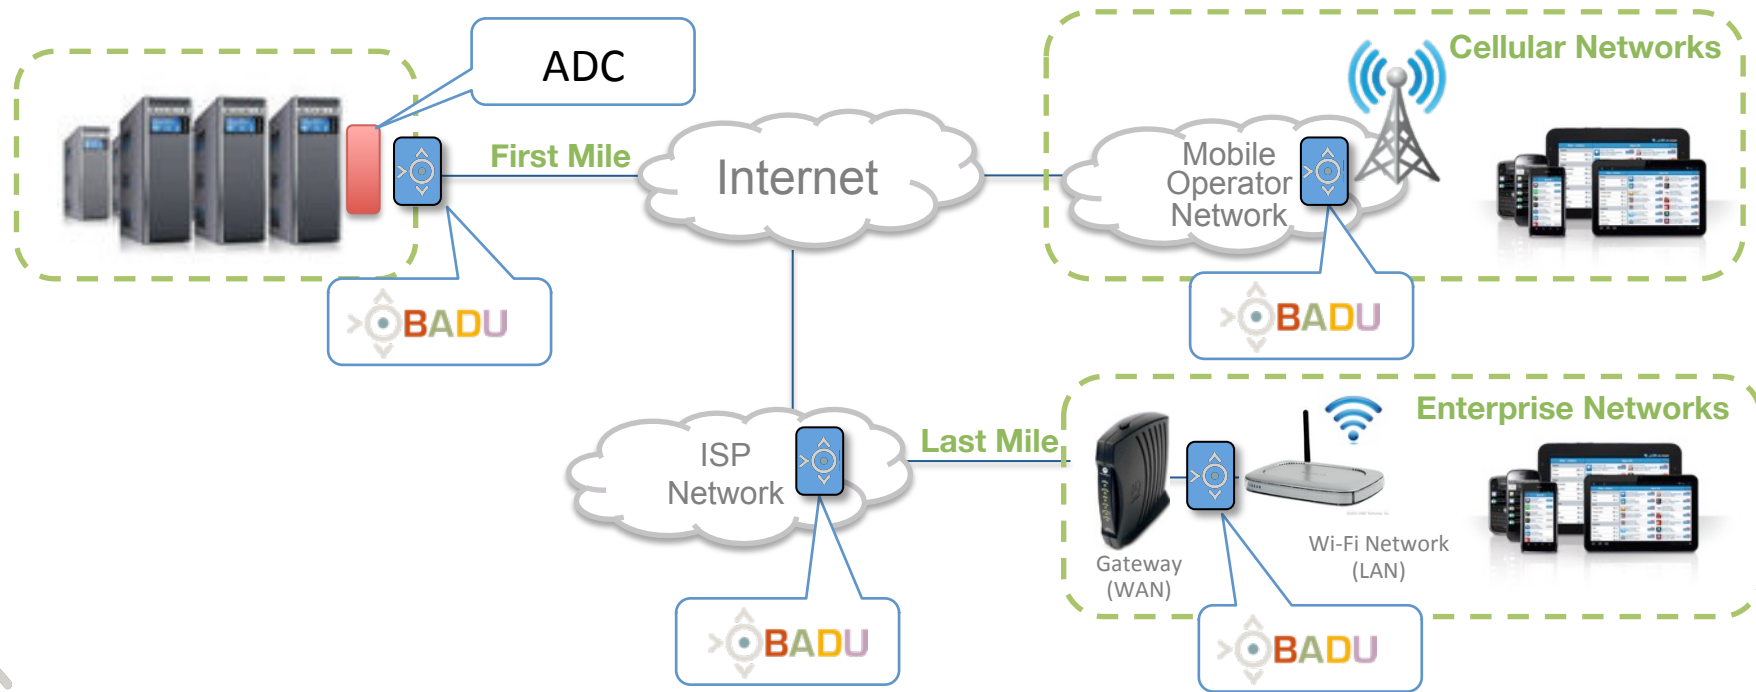 ADC
Cellular Networks
First Mile
Internet
Mobile
Operator
Network
BADU
BADU
Enterprise Networks
ISP
Network
Last Mile
Gateway
(WAN)
Wi-Fi Network
(LAN)
BADU
BADU